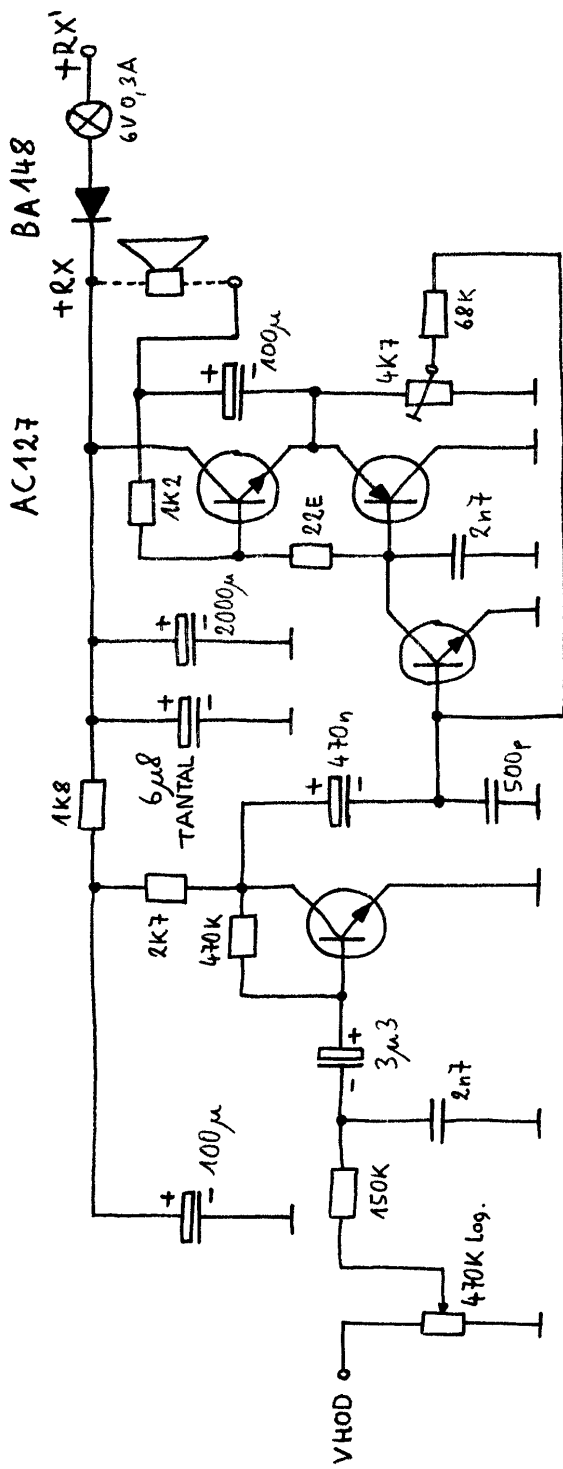 VHOD
470K Log.
150K
2n7
3µ3
+
-
100µ
+
-
470K
2K7
1K8
6µ8
TANTAL
+
-
2000µ
+
-
470n
+
-
500p
AC127
1K2
22E
2n7
100µ
+
-
4K7
68K
+RX
BA148
6V 0,3A
+RX'